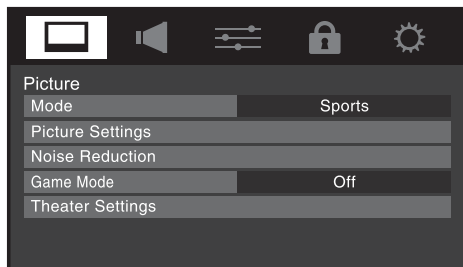 Picture
Mode Sports
Picture Settings
Noise Reduction
Game Mode Off
Theater Settings